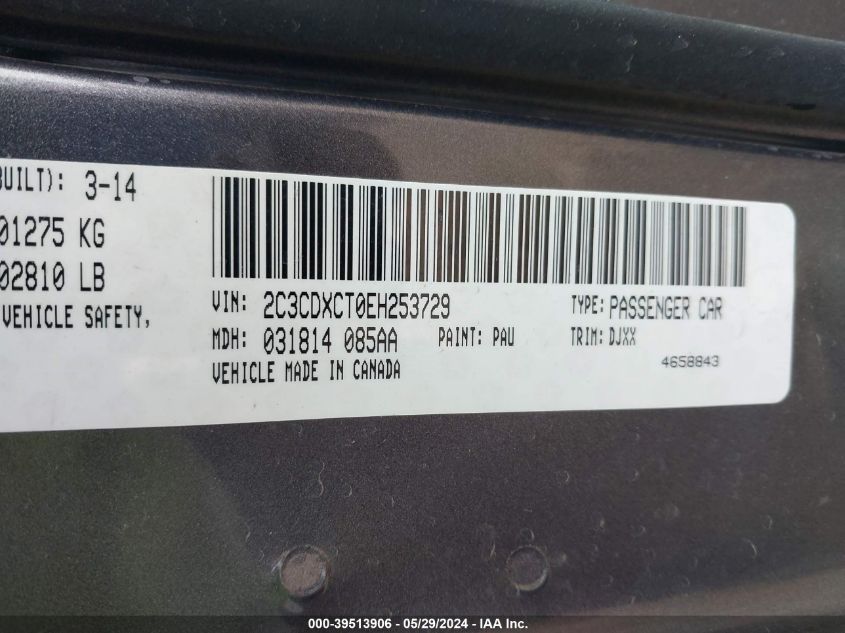 BUILT): 3-14
01275 KG
02810 LB
VEHICLE SAFETY,
VIN: 2C3CDXCT0EH253729 TYPE: PASSENGER CAR
MDH: 031814 085AA PAINT: PAU TRIM: DJXX
VEHICLE MADE IN CANADA 4658843
000-39513906 - 05/29/2024 - IAA Inc.